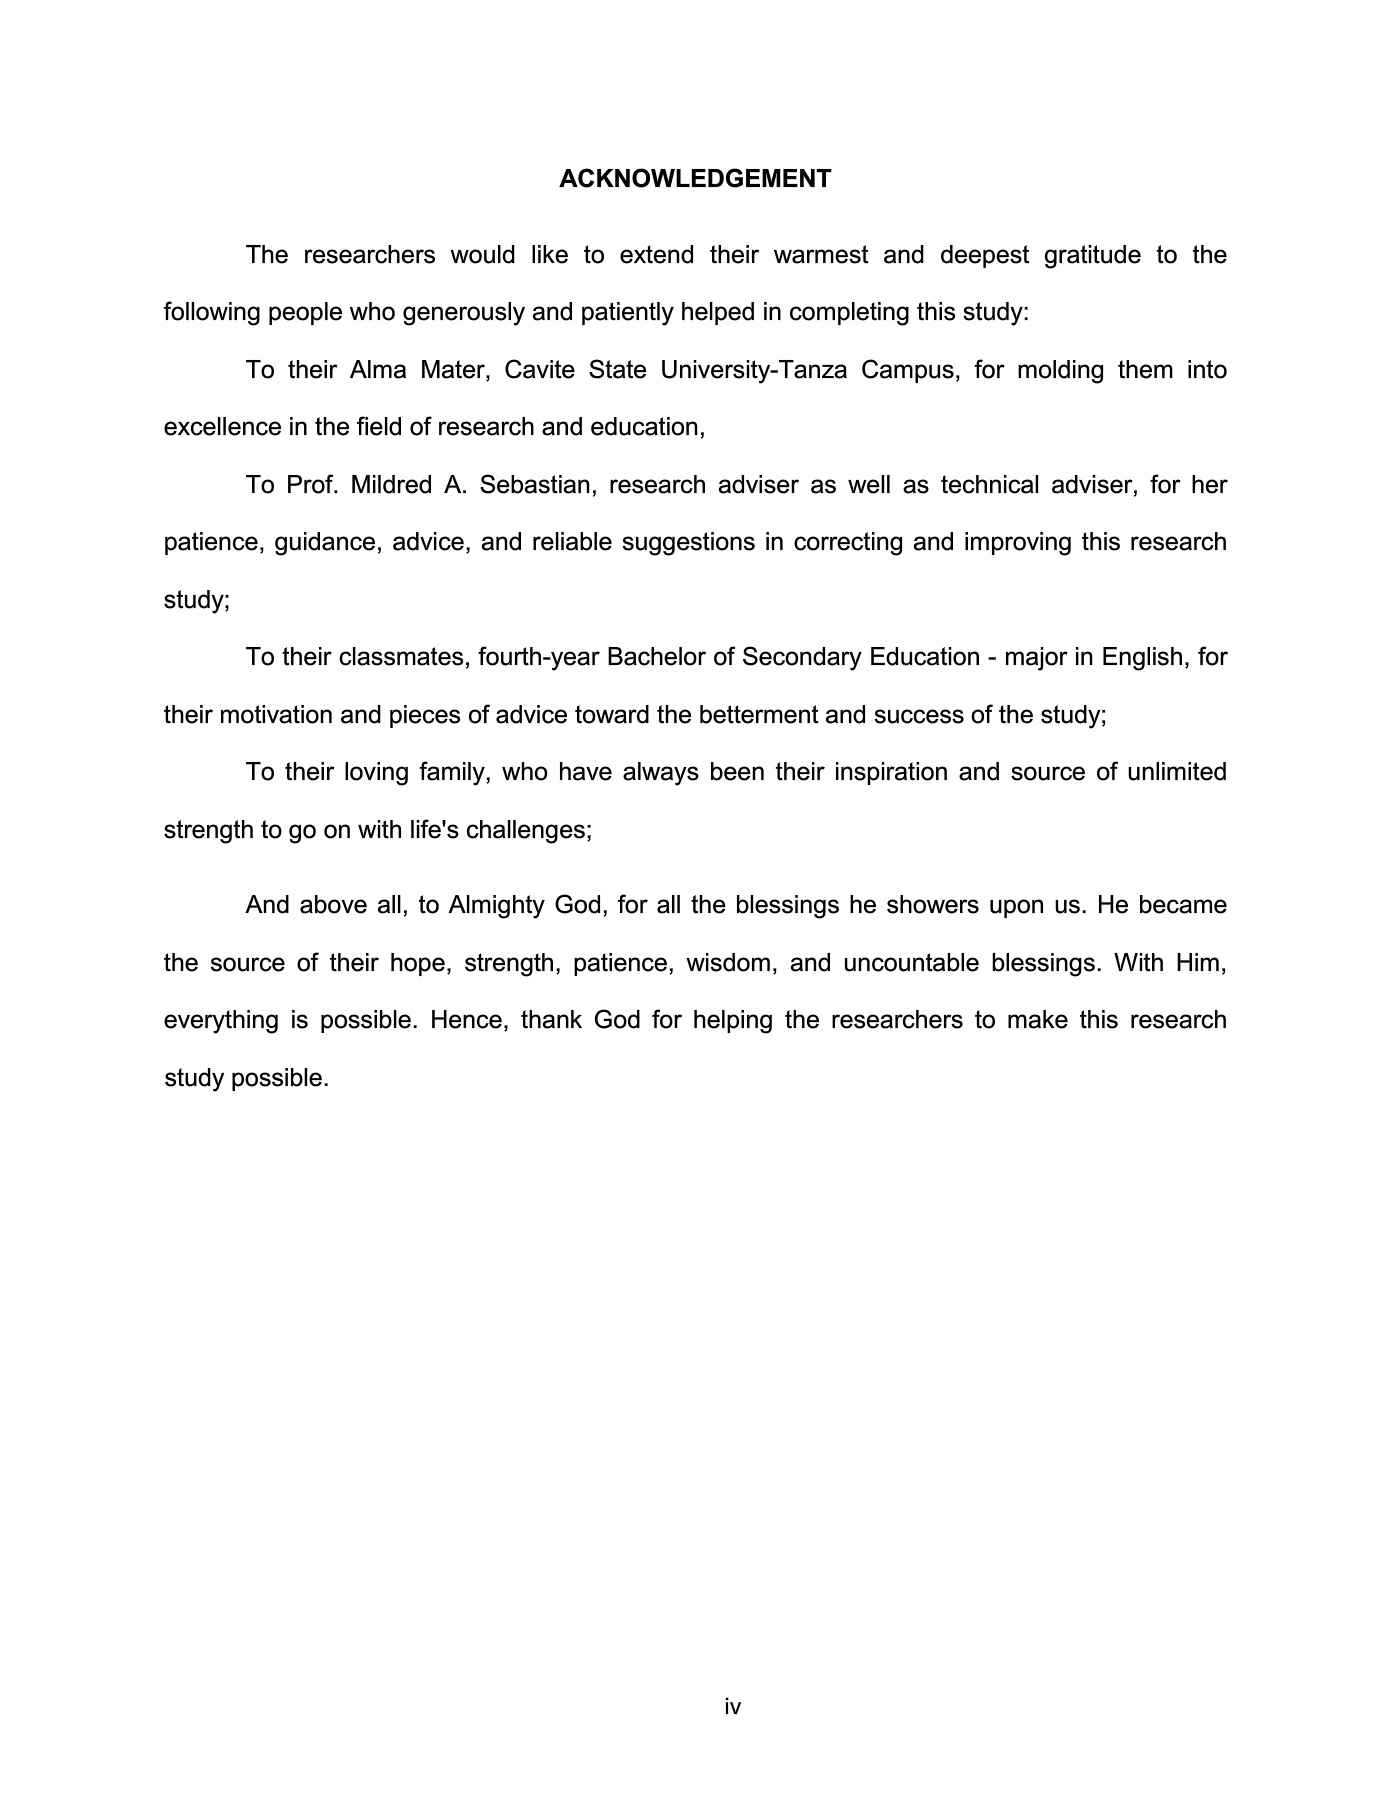 ACKNOWLEDGEMENT
The researchers would like to extend their warmest and deepest gratitude to the
following people who generously and patiently helped in completing this study:
To their Alma Mater, Cavite State University-Tanza Campus, for molding them into
excellence in the field of research and education,
To Prof. Mildred A. Sebastian, research adviser as well as technical adviser, for her
patience, guidance, advice, and reliable suggestions in correcting and improving this research
study;
To their classmates, fourth-year Bachelor of Secondary Education - major in English, for
their motivation and pieces of advice toward the betterment and success of the study;
To their loving family, who have always been their inspiration and source of unlimited
strength to go on with life's challenges;
And above all, to Almighty God, for all the blessings he showers upon us. He became
the source of their hope, strength, patience, wisdom, and uncountable blessings. With Him,
everything is possible. Hence, thank God for helping the researchers to make this research
study possible.
iv